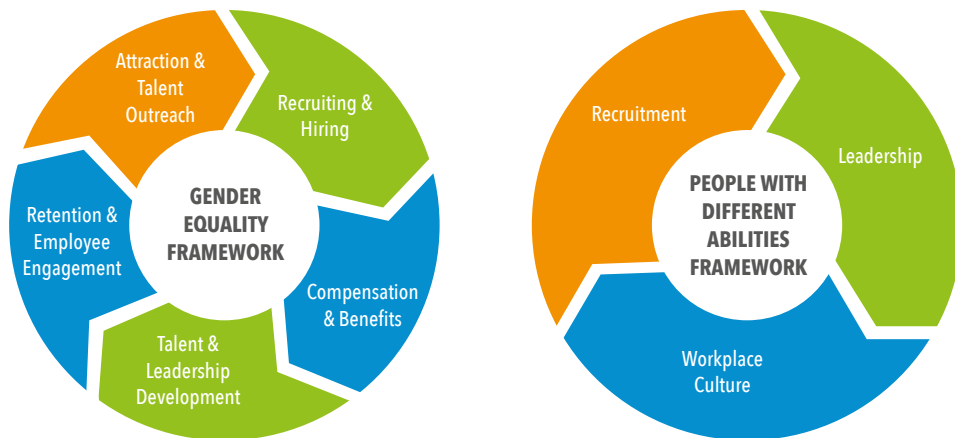 Attraction &
Talent
Outreach
Recruiting &
Hiring
Compensation
& Benefits
Talent &
Leadership
Development
Retention &
Employee
Engagement
GENDER
EQUALITY
FRAMEWORK
Recruitment
Leadership
Workplace
Culture
PEOPLE WITH
DIFFERENT
ABILITIES
FRAMEWORK